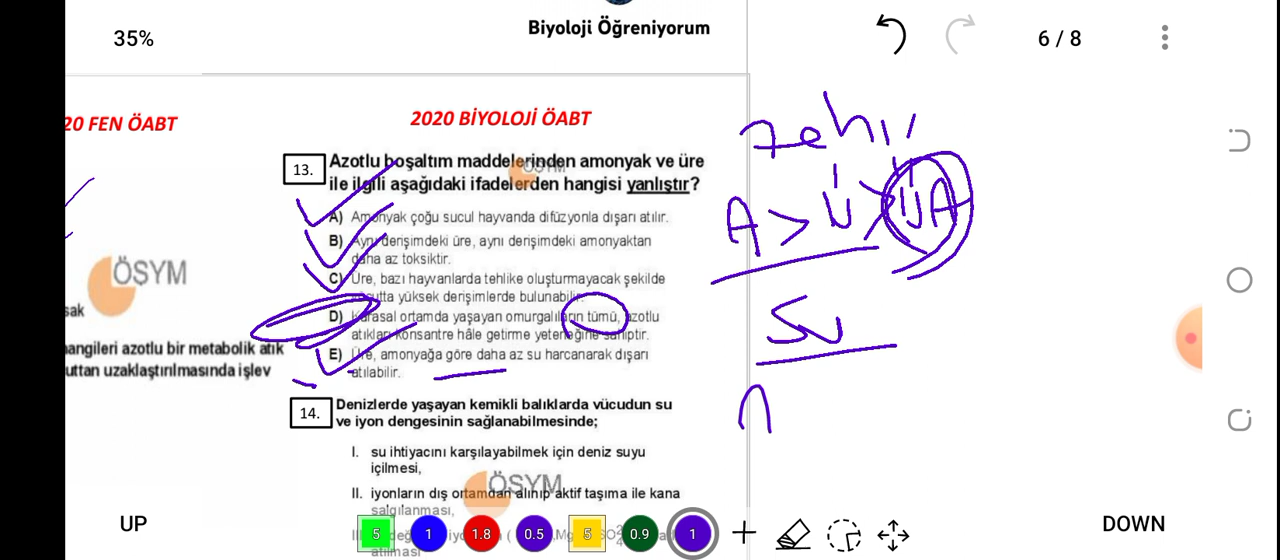 35%
Biyoloji Öğreniyorum
6 / 8
20 FEN ÖABT
2020 BİYOLOJİ ÖABT
ÖSYM
sak
hangileri azotlu bir metabolik atık
uttan uzaklaştırılmasında işlev
13. Azotlu boşaltım maddelerinden amonyak ve üre
ile ilgili aşağıdaki ifadelerden hangisi yanlıştır?
A) Amonyak çoğu sucul hayvanda difüzyonla dışarı atılır.
B) Aynı derişimdeki üre, aynı derişimdeki amonyaktan
daha az toksiktir.
C) Üre, bazı hayvanlarda tehlike oluşturmayacak şekilde
vücutta yüksek derişimlerde bulunabilir.
D) Karasal ortamda yaşayan omurgalıların tümü, azotlu
atıkları konsantre hâle getirme yeteneğine sahiptir.
E) Üre, amonyağa göre daha az su harcanarak dışarı
atılabilir.
14. Denizlerde yaşayan kemikli balıklarda vücudun su
ve iyon dengesinin sağlanabilmesinde;
I. su ihtiyacını karşılayabilmek için deniz suyu
içilmesi,
II. iyonların dış ortamdan alınıp aktif taşıma ile kana
salgılanması,
atılması
ÖSYM
zehir
A > Ü > ÜA
Su
UP
5 1 1.8 0.5 5 0.9 1
DOWN